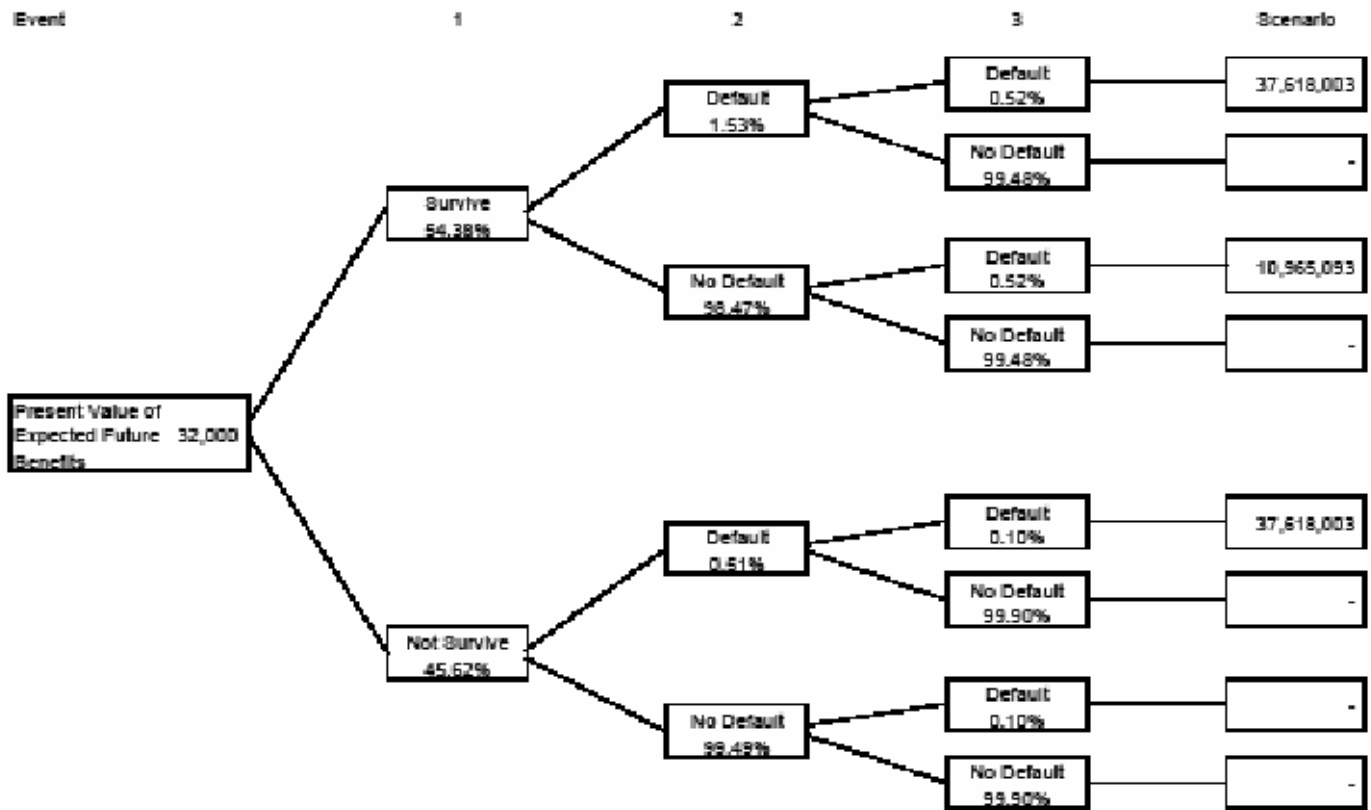 Event 1 2 3 Scenario
Default
0.52%
37,618,003
Default
1.53%
No Default
99.48%
-
Survive
54.38%
Default
0.52%
10,965,093
No Default
98.47%
No Default
99.48%
-
Present Value of
Expected Future 32,000
Benefits
Default
0.10%
37,618,003
Default
0.51%
No Default
99.90%
-
Not Survive
45.62%
Default
0.10%
-
No Default
99.49%
No Default
99.90%
-